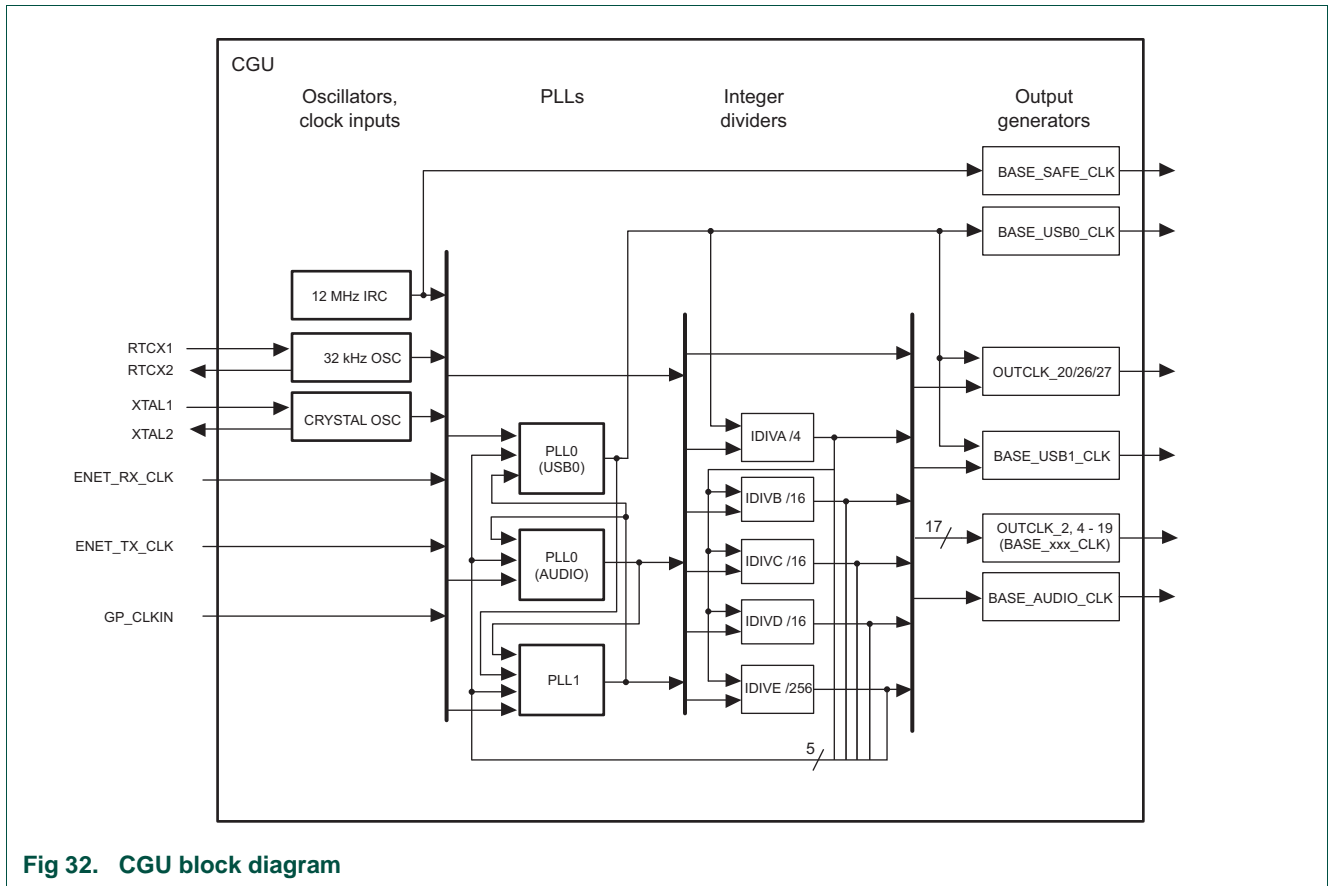 CGU
Oscillators,
clock inputs
PLLs
Integer
dividers
Output
generators
BASE_SAFE_CLK
BASE_USB0_CLK
12 MHz IRC
RTCX1
RTCX2
32 kHz OSC
OUTCLK_20/26/27
XTAL1
XTAL2
CRYSTAL OSC
PLL0
(USB0)
IDIVA /4
BASE_USB1_CLK
ENET_RX_CLK
IDIVB /16
17
OUTCLK_2, 4 - 19
(BASE_xxx_CLK)
ENET_TX_CLK
PLL0
(AUDIO)
IDIVC /16
BASE_AUDIO_CLK
GP_CLKIN
IDIVD /16
PLL1
IDIVE /256
5
Fig 32. CGU block diagram